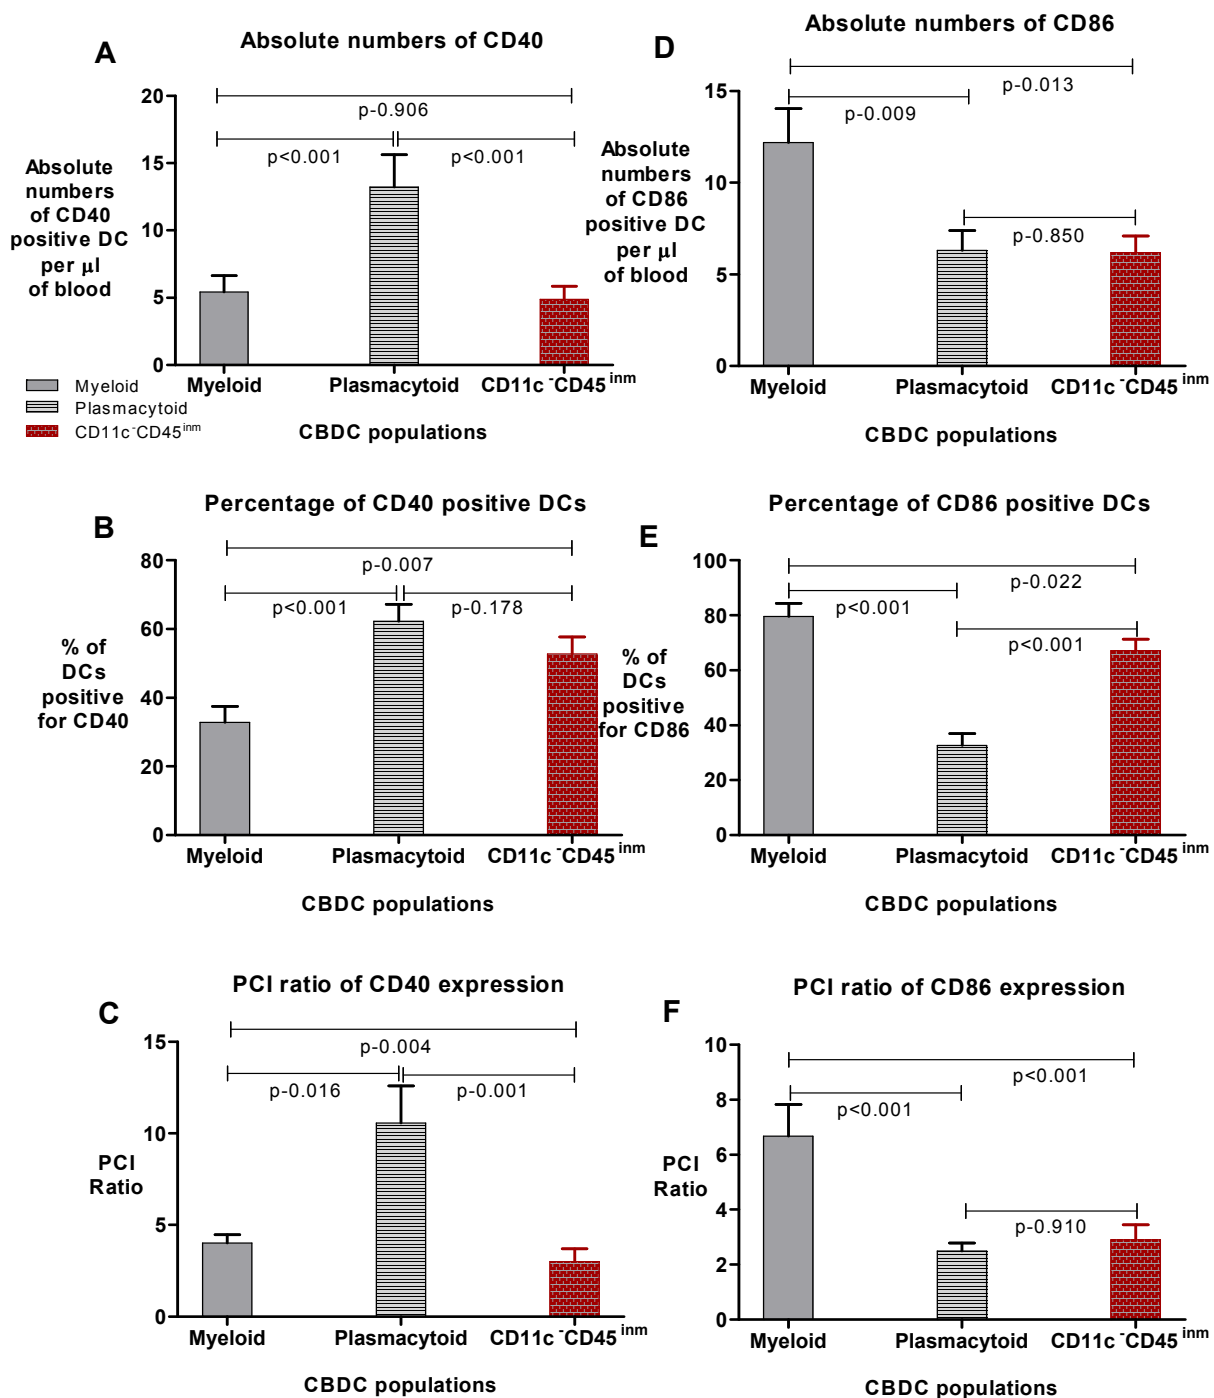 A
Absolute numbers of CD40
20
15
10
5
0
Absolute
numbers
of CD40
positive DC
per µl
of blood
p-0.906
p<0.001
p<0.001
Myeloid
Plasmacytoid
CD11c⁻CD45ⁱⁿᵐ
CBDC populations
Myeloid
Plasmacytoid
CD11c⁻CD45ⁱⁿᵐ
D
Absolute numbers of CD86
15
10
5
0
Absolute
numbers
of CD86
positive DC
per µl
of blood
p-0.013
p-0.009
p-0.850
Myeloid
Plasmacytoid
CD11c⁻CD45ⁱⁿᵐ
CBDC populations
B
Percentage of CD40 positive DCs
80
60
40
20
0
% of
DCs
positive
for CD40
p-0.007
p<0.001
p-0.178
Myeloid
Plasmacytoid
CD11c⁻CD45ⁱⁿᵐ
CBDC populations
E
Percentage of CD86 positive DCs
100
80
60
40
20
0
% of
DCs
positive
for CD86
p-0.022
p<0.001
p<0.001
Myeloid
Plasmacytoid
CD11c⁻CD45ⁱⁿᵐ
CBDC populations
C
PCI ratio of CD40 expression
15
10
5
0
PCI
Ratio
p-0.004
p-0.016
p-0.001
Myeloid
Plasmacytoid
CD11c⁻CD45ⁱⁿᵐ
CBDC populations
F
PCI ratio of CD86 expression
10
8
6
4
2
0
PCI
Ratio
p<0.001
p<0.001
p-0.910
Myeloid
Plasmacytoid
CD11c⁻CD45ⁱⁿᵐ
CBDC populations